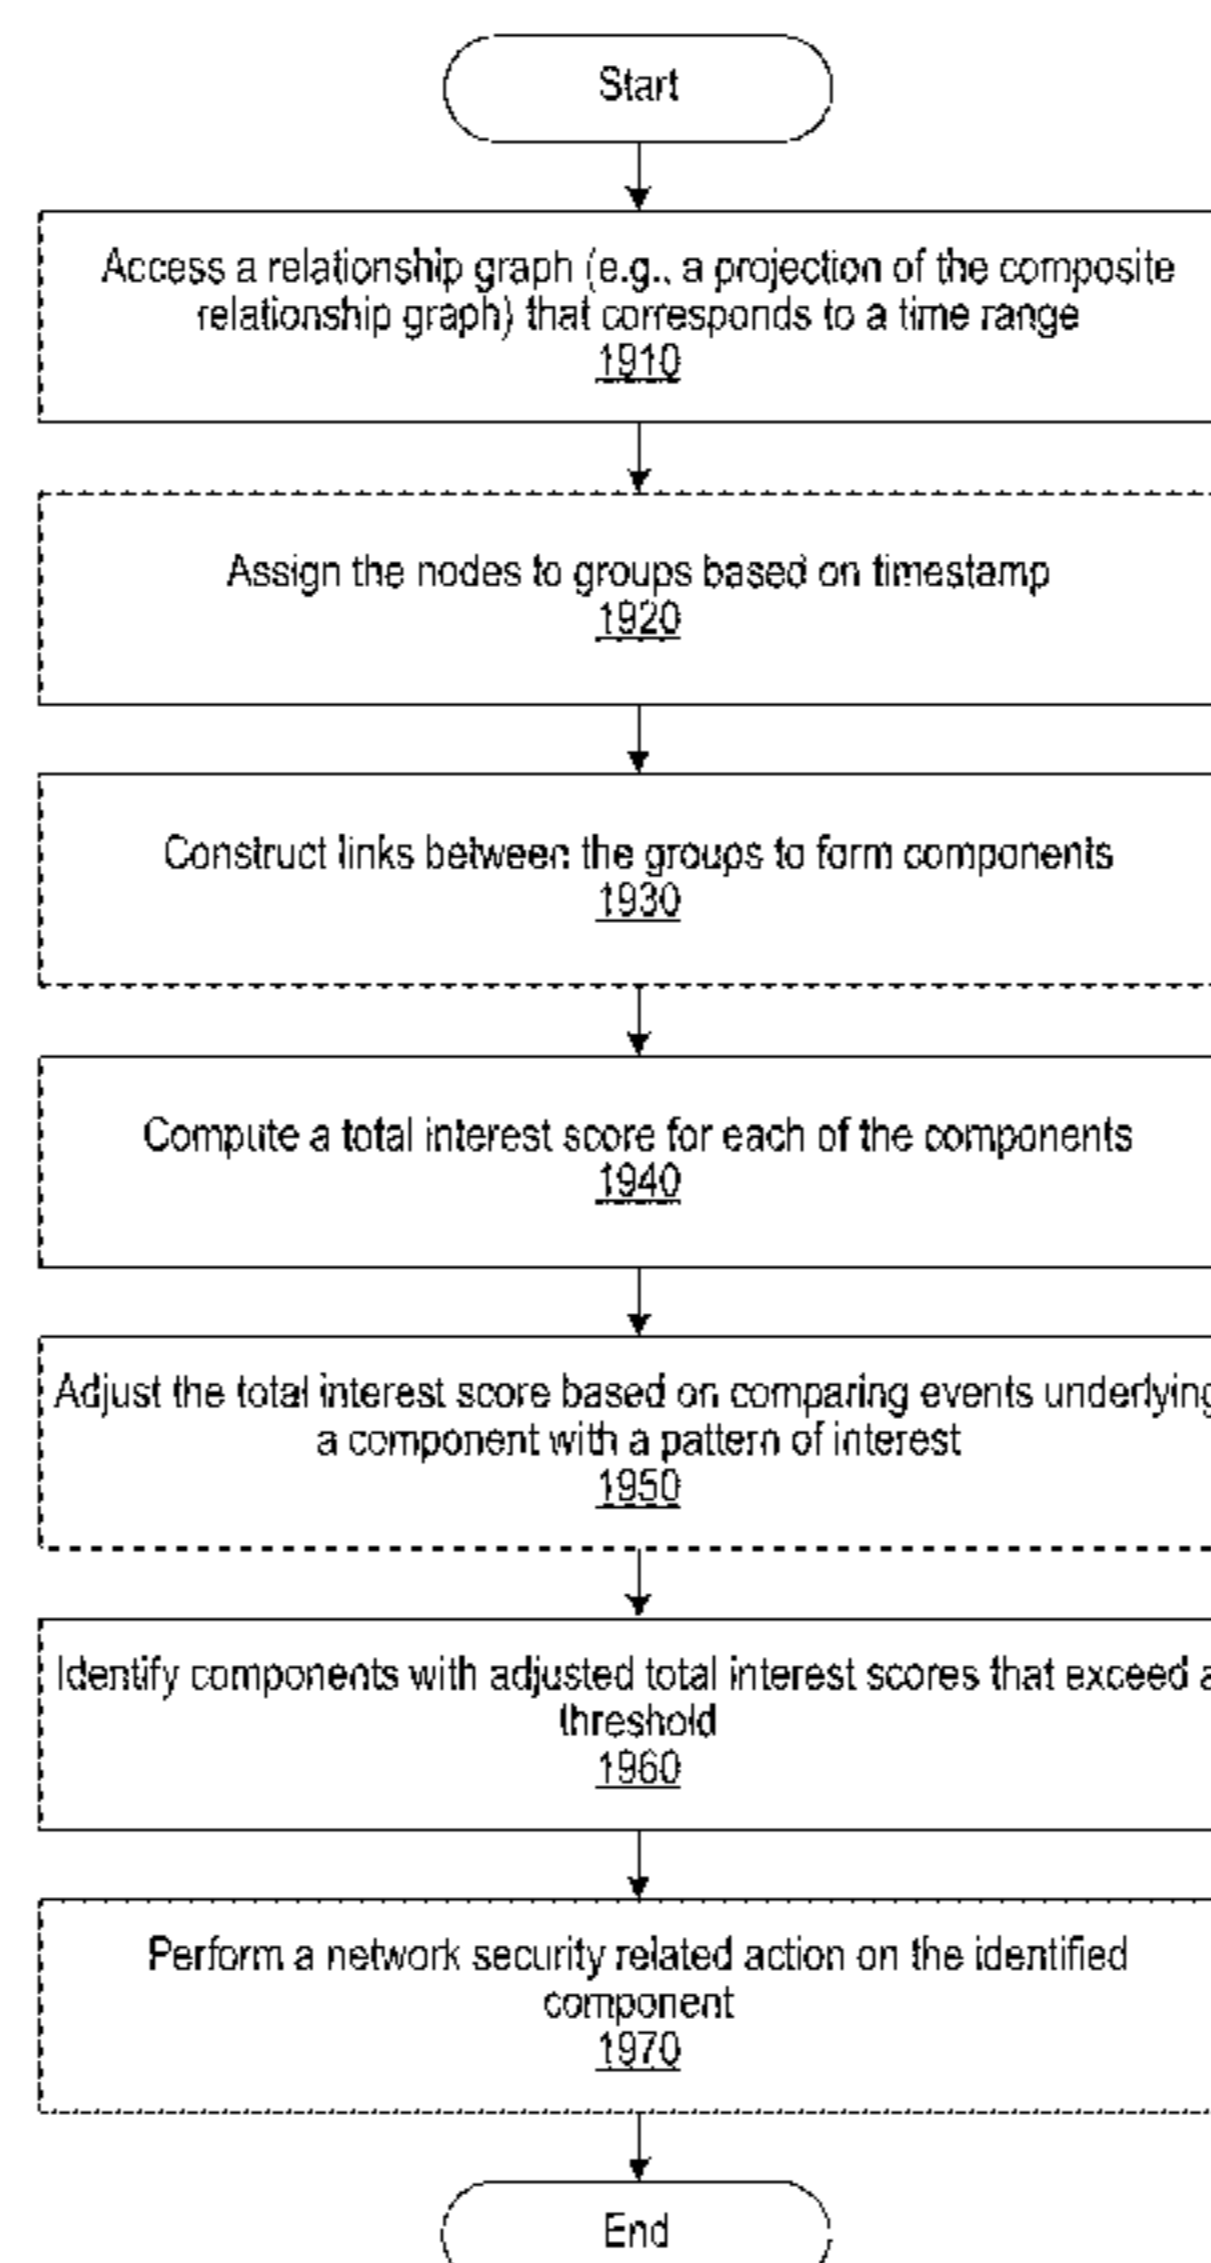 Start
Access a relationship graph (e.g., a projection of the composite
relationship graph) that corresponds to a time range
1910
Assign the nodes to groups based on timestamp
1920
Construct links between the groups to form components
1930
Compute a total interest score for each of the components
1940
Adjust the total interest score based on comparing events underlying
a component with a pattern of interest
1950
Identify components with adjusted total interest scores that exceed a
threshold
1960
Perform a network security related action on the identified
component
1970
End